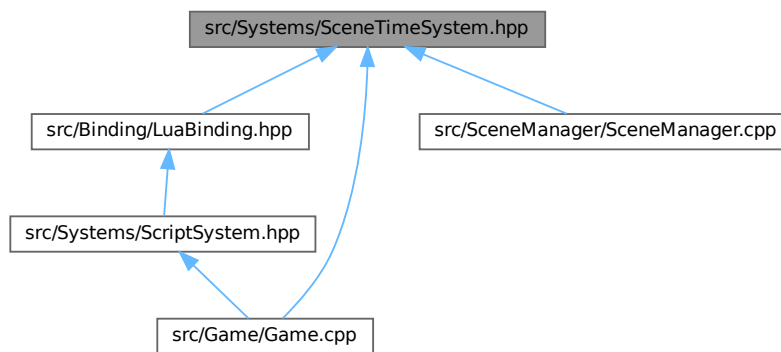 src/Systems/SceneTimeSystem.hpp
src/Binding/LuaBinding.hpp
src/SceneManager/SceneManager.cpp
src/Systems/ScriptSystem.hpp
src/Game/Game.cpp